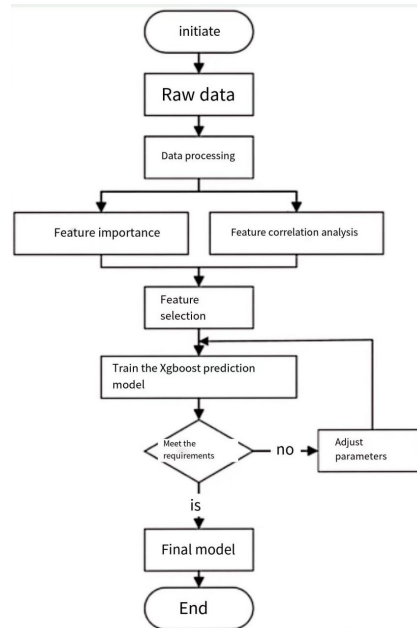 initiate
Raw data
Data processing
Feature importance
Feature correlation analysis
Feature
selection
Train the Xgboost prediction
model
Meet the
requirements
no
Adjust
parameters
is
Final model
End